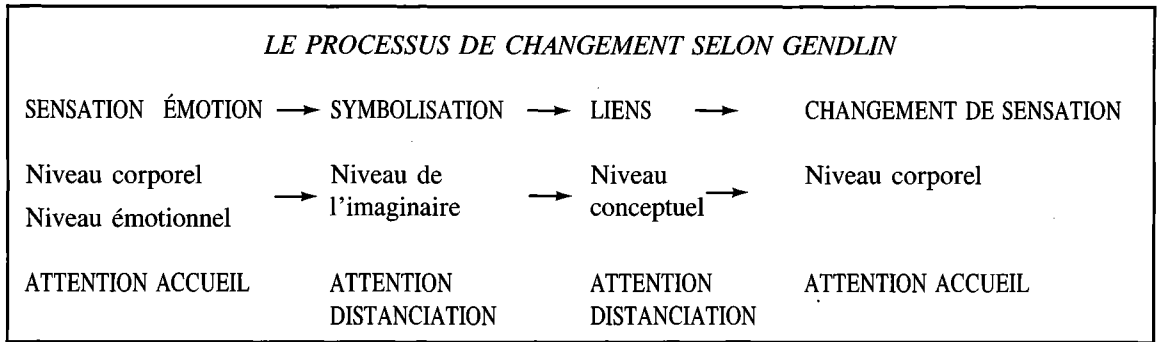 LE PROCESSUS DE CHANGEMENT SELON GENDLIN
SENSATION ÉMOTION → SYMBOLISATION → LIENS → CHANGEMENT DE SENSATION
Niveau corporel
Niveau émotionnel
→
Niveau de
l'imaginaire
→
Niveau
conceptuel
→
Niveau corporel
ATTENTION ACCUEIL
ATTENTION
DISTANCIATION
ATTENTION
DISTANCIATION
ATTENTION ACCUEIL